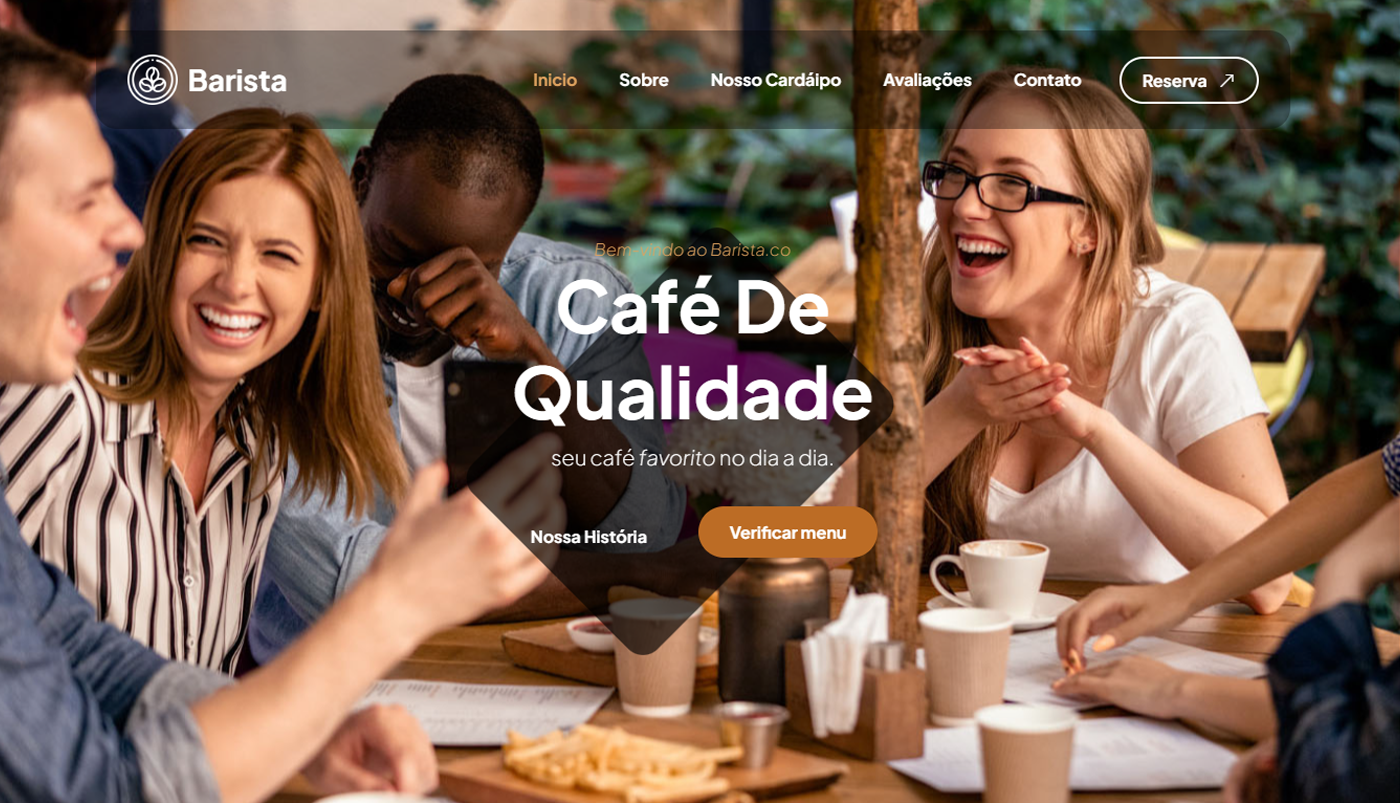 Barista
Inicio
Sobre
Nosso Cardáipo
Avaliações
Contato
Reserva
Bem-vindo ao Barista.co
Café De
Qualidade
seu café favorito no dia a dia.
Nossa História
Verificar menu